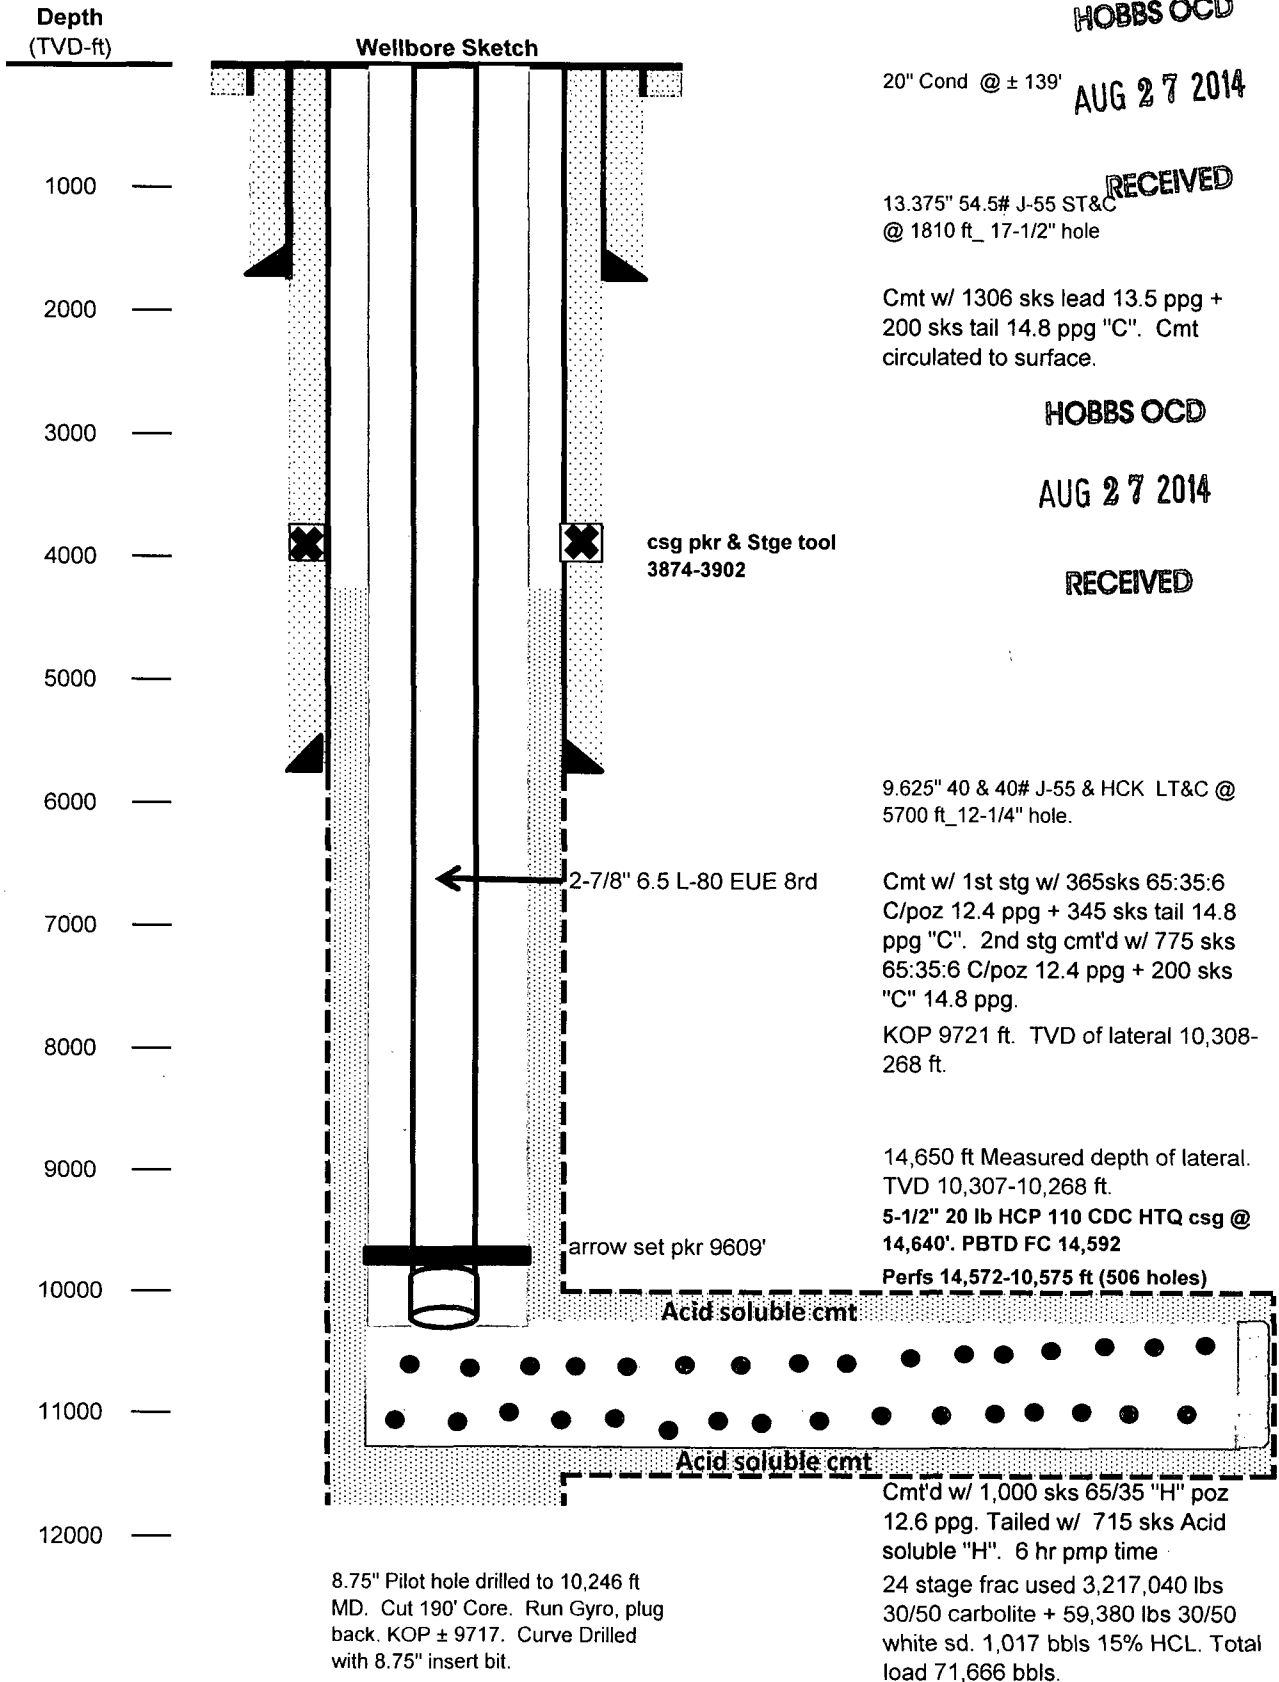 Depth
(TVD-ft)
Wellbore Sketch
HOBBS OCD
20" Cond @ ± 139'
AUG 27 2014
1000
RECEIVED
13.375" 54.5# J-55 ST&C
@ 1810 ft_ 17-1/2" hole
2000
Cmt w/ 1306 sks lead 13.5 ppg +
200 sks tail 14.8 ppg "C". Cmt
circulated to surface.
3000
HOBBS OCD
AUG 27 2014
4000
csg pkr & Stge tool
3874-3902
RECEIVED
5000
6000
9.625" 40 & 40# J-55 & HCK LT&C @
5700 ft_12-1/4" hole.
2-7/8" 6.5 L-80 EUE 8rd
7000
Cmt w/ 1st stg w/ 365sks 65:35:6
C/poz 12.4 ppg + 345 sks tail 14.8
ppg "C". 2nd stg cmt'd w/ 775 sks
65:35:6 C/poz 12.4 ppg + 200 sks
"C" 14.8 ppg.
8000
KOP 9721 ft. TVD of lateral 10,308-
268 ft.
9000
14,650 ft Measured depth of lateral.
TVD 10,307-10,268 ft.
5-1/2" 20 lb HCP 110 CDC HTQ csg @
14,640'. PBTD FC 14,592
arrow set pkr 9609'
10000
Perfs 14,572-10,575 ft (506 holes)
Acid soluble cmt
11000
Acid soluble cmt
12000
Cmt'd w/ 1,000 sks 65/35 "H" poz
12.6 ppg. Tailed w/ 715 sks Acid
soluble "H". 6 hr pmp time
8.75" Pilot hole drilled to 10,246 ft
MD. Cut 190' Core. Run Gyro, plug
back. KOP ± 9717. Curve Drilled
with 8.75" insert bit.
24 stage frac used 3,217,040 lbs
30/50 carbolite + 59,380 lbs 30/50
white sd. 1,017 bbls 15% HCL. Total
load 71,666 bbls.